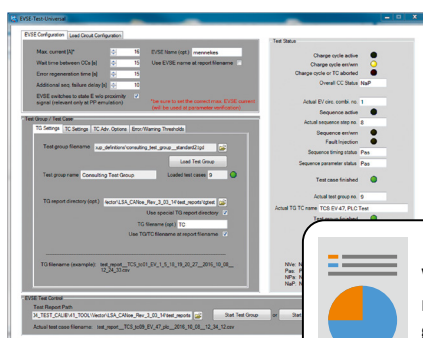 EVSE-Test-Universal
EVSE Configuration
Load Circuit Configuration
Max. current [A]*
16
EVSE Name (opt.)
mennekes
Wait time between CCs [s]
15
Use EVSE name at report filename
Error regeneration time [s]
15
Additional seq. failure delay [s]
10
EVSE switches to state E w/o proximity
signal (relevant only at PP emulation)
*be sure to set the correct max. EVSE current
(will be used at parameter verification)
Test Group / Test Case
TG Settings
TC Settings
TC Adv. Options
Error/Warning Thresholds
Test group filename
Load Test Group
Test group name
Consulting Test Group
Loaded test cases
9
TG report directory (opt.)
Use special TG report directory
TG filename (opt.)
TC
Use TG/TC filename at report filename
TG filename (example):
EVSE Test Control
Test Report Path
Start Test Group
or
Actual test case filename
Test Status
Charge cycle active
Charge cycle err/wrn
Charge cycle or TC aborted
Overall CC Status
NaP
Actual EV circ. combi. no.
1
Sequence active
Actual sequence step no.
8
Sequence err/wrn
Fault Injection
Sequence timing status
Pas
Sequence parameter status
Pas
Test case finished
Actual test group no.
9
Actual TG TC name
TCS EV 47, PLC Test
Test group finished